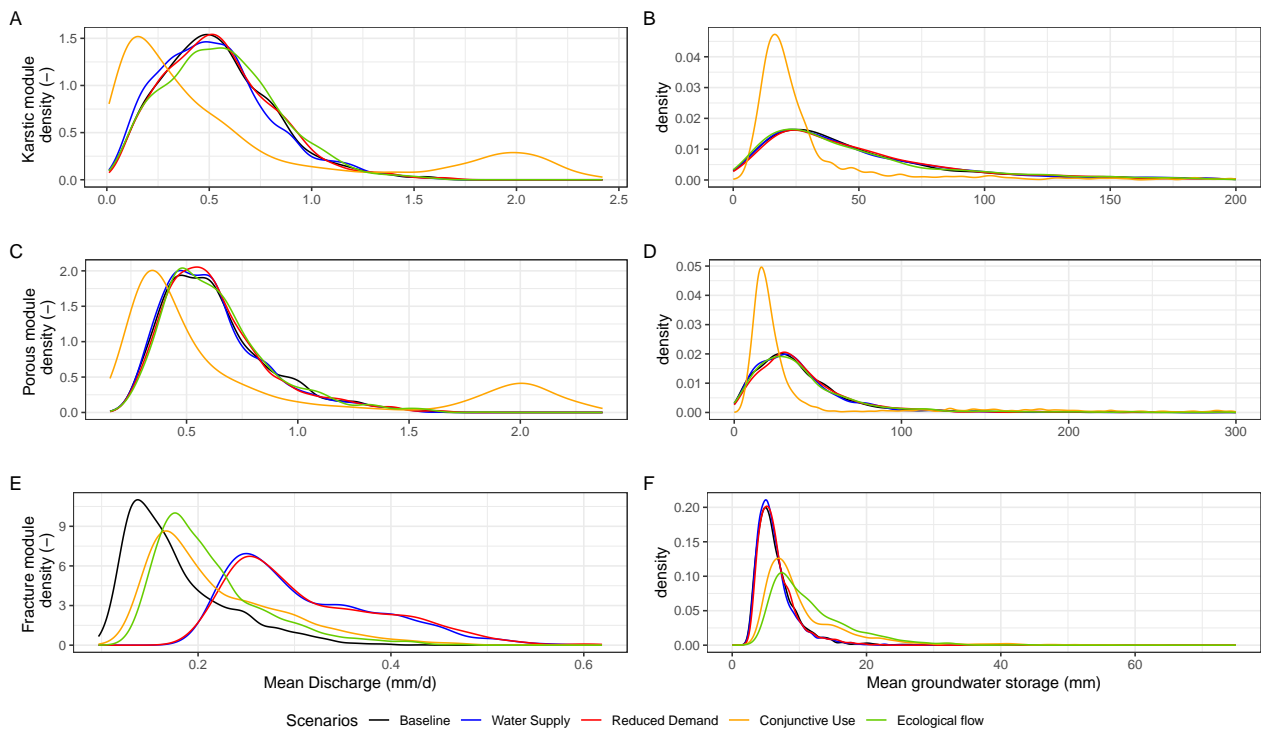 A
Karstic module
density (−)
1.5
1.0
0.5
0.0
0.0 0.5 1.0 1.5 2.0 2.5
B
density
0.04
0.03
0.02
0.01
0.00
0 50 100 150 200
C
Porous module
density (−)
2.0
1.5
1.0
0.5
0.0
0.5 1.0 1.5 2.0
D
density
0.05
0.04
0.03
0.02
0.01
0.00
0 100 200 300
E
Fracture module
density (−)
9
6
3
0
0.2 0.4 0.6
Mean Discharge (mm/d)
F
density
0.20
0.15
0.10
0.05
0.00
0 20 40 60
Mean groundwater storage (mm)
Scenarios Baseline Water Supply Reduced Demand Conjunctive Use Ecological flow